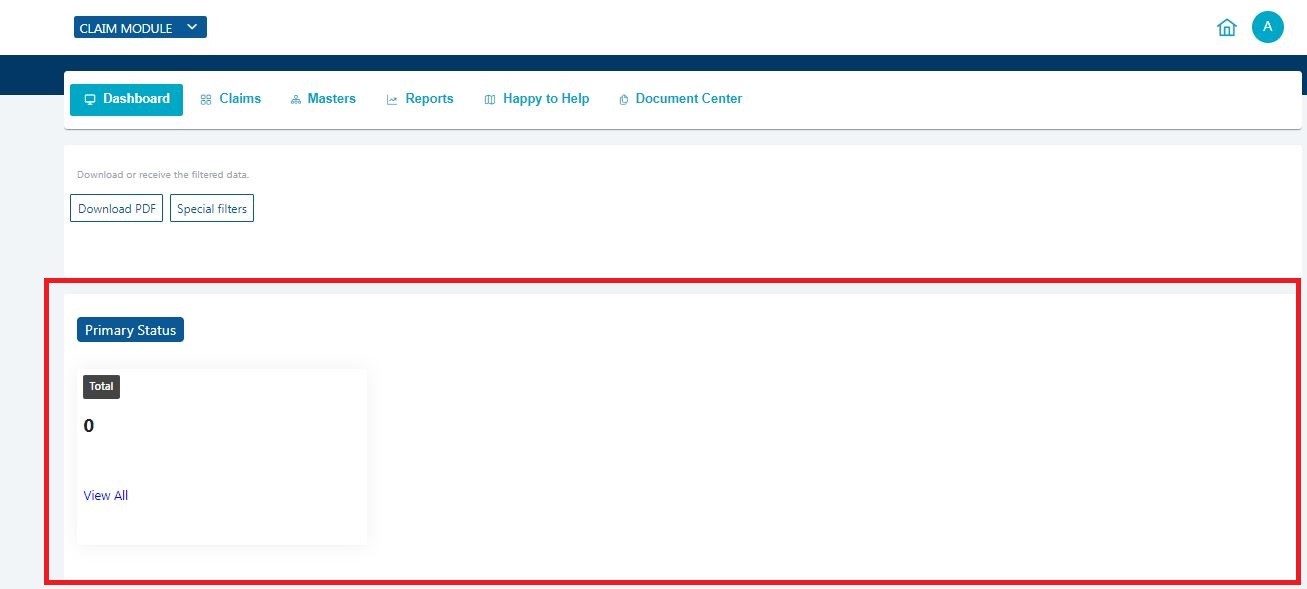 CLAIM MODULE
A
Dashboard Claims Masters Reports Happy to Help Document Center
Download or receive the filtered data.
Download PDF Special filters
Primary Status
Total
0
View All